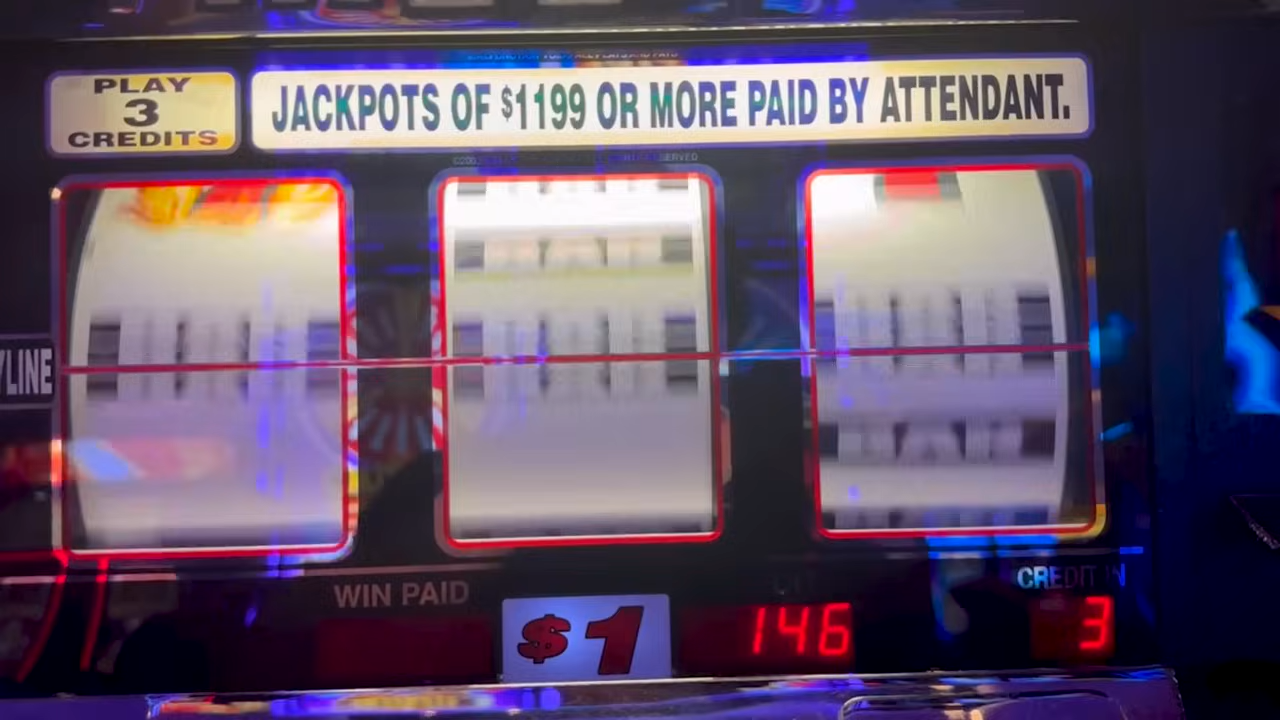 PLAY
3
CREDITS
JACKPOTS OF $1199 OR MORE PAID BY ATTENDANT.
/LINE
WIN PAID
CREDIT IN
$1
146
3